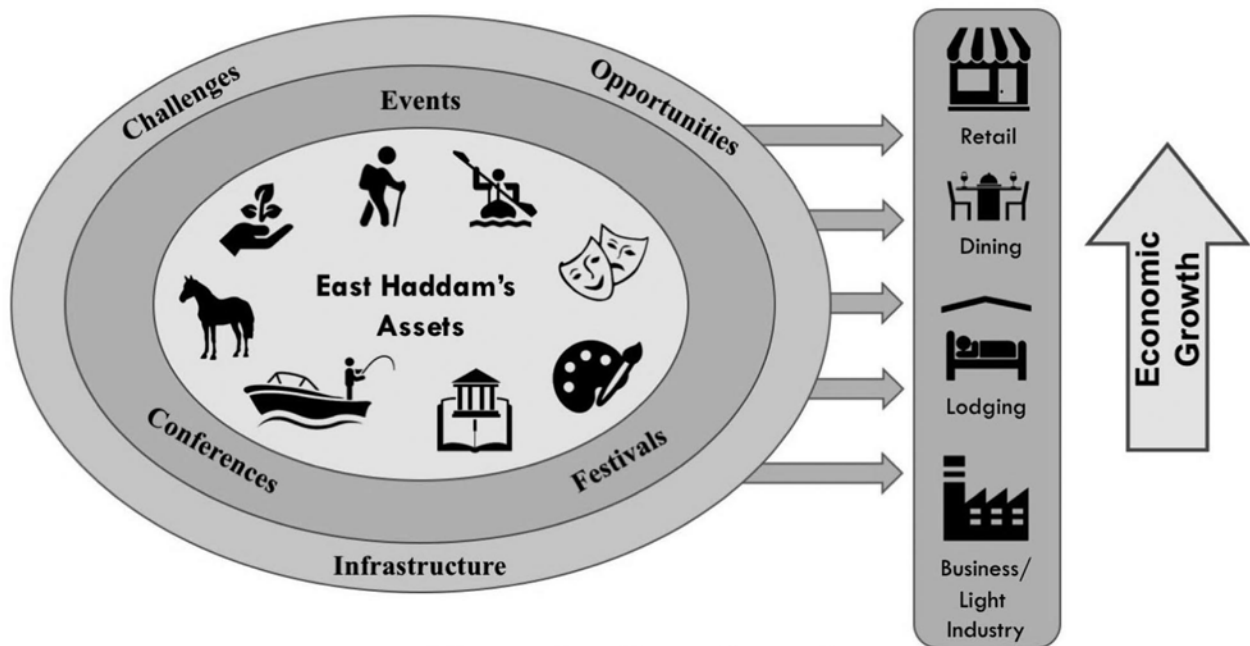 Challenges
Opportunities
Events
East Haddam's
Assets
Conferences
Festivals
Infrastructure
Retail
Dining
Lodging
Business/
Light
Industry
Economic
Growth